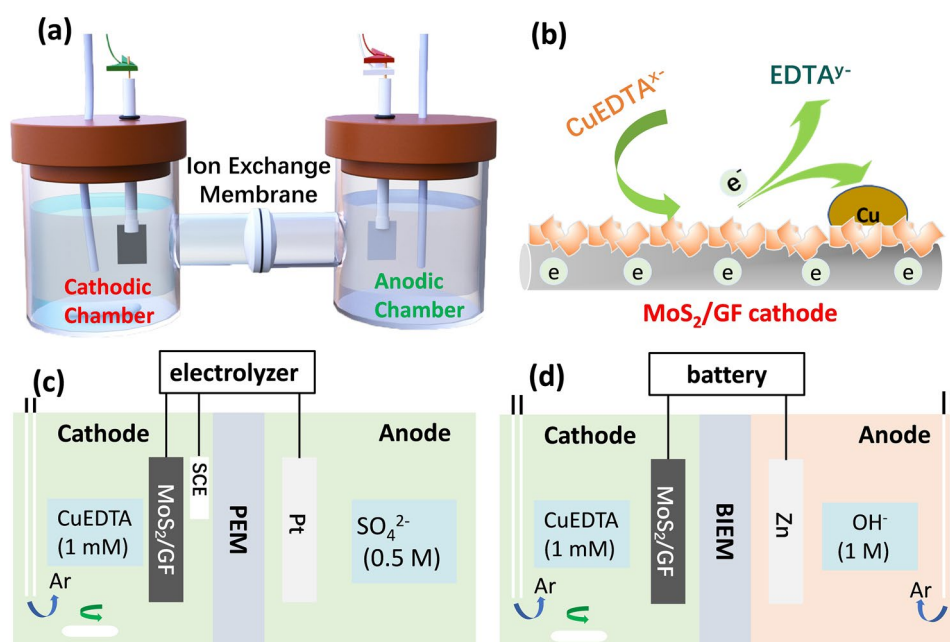 (a)
Ion Exchange
Membrane
Cathodic
Chamber
Anodic
Chamber
(b)
CuEDTAˣ⁻
EDTAʸ⁻
e⁻
Cu
e e e e e
MoS₂/GF cathode
(c)
electrolyzer
Cathode
Anode
CuEDTA
(1 mM)
MoS₂/GF
SCE
PEM
Pt
SO₄²⁻
(0.5 M)
Ar
(d)
battery
Cathode
Anode
CuEDTA
(1 mM)
MoS₂/GF
BIEM
Zn
OH⁻
(1 M)
Ar
Ar